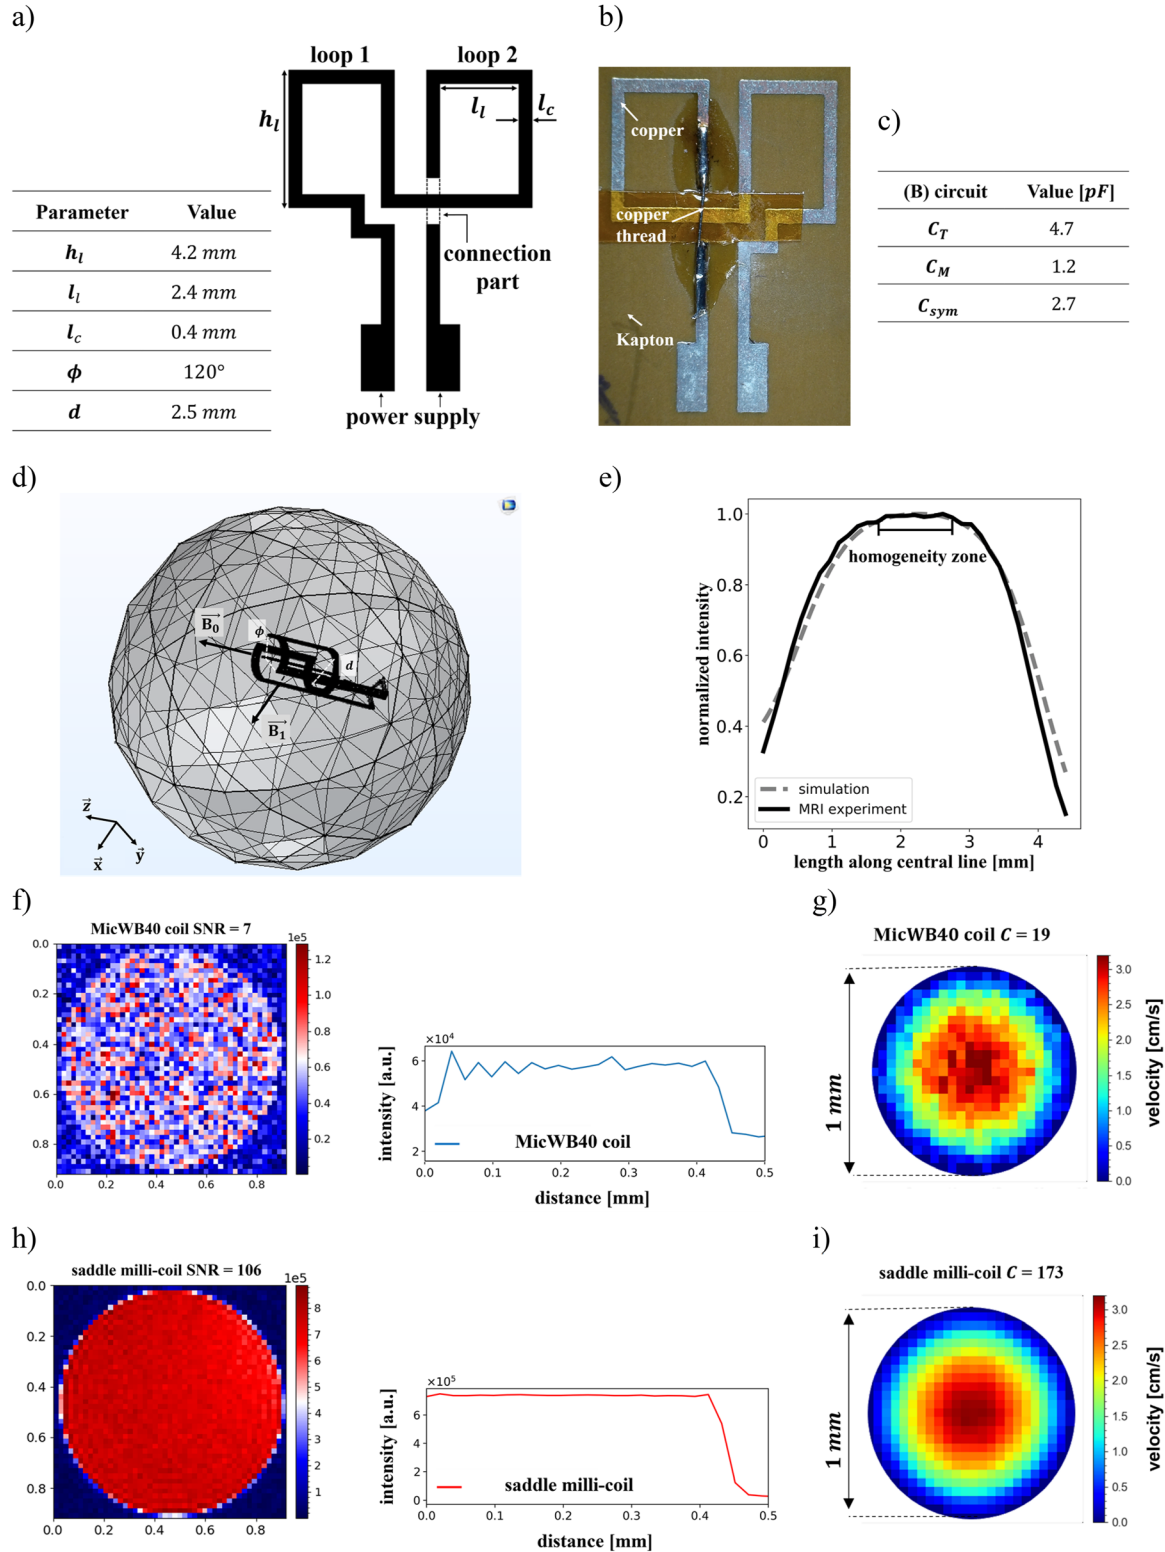 a)
loop 1
loop 2
h_l
l_l
l_c
connection
part
power supply
Parameter Value
h_l 4.2 mm
l_l 2.4 mm
l_c 0.4 mm
ϕ 120°
d 2.5 mm
b)
copper
copper
thread
Kapton
c)
(B) circuit Value [pF]
C_T 4.7
C_M 1.2
C_sym 2.7
d)
B₀
ϕ
d
B₁
z
x
y
e)
normalized intensity
1.0
0.8
0.6
0.4
0.2
homogeneity zone
simulation
MRI experiment
0 1 2 3 4
length along central line [mm]
f)
MicWB40 coil SNR = 7
0.0
0.2
0.4
0.6
0.8
0.0 0.2 0.4 0.6 0.8
1e5
1.2
1.0
0.8
0.6
0.4
0.2
×10⁴
intensity [a.u.]
6
4
2
MicWB40 coil
0.0 0.1 0.2 0.3 0.4 0.5
distance [mm]
g)
MicWB40 coil C = 19
1 mm
3.0
2.5
2.0
1.5
1.0
0.5
0.0
velocity [cm/s]
h)
saddle milli-coil SNR = 106
0.0
0.2
0.4
0.6
0.8
0.0 0.2 0.4 0.6 0.8
1e5
8
7
6
5
4
3
2
1
×10⁵
intensity [a.u.]
6
4
2
0
saddle milli-coil
0.0 0.1 0.2 0.3 0.4 0.5
distance [mm]
i)
saddle milli-coil C = 173
1 mm
3.0
2.5
2.0
1.5
1.0
0.5
0.0
velocity [cm/s]